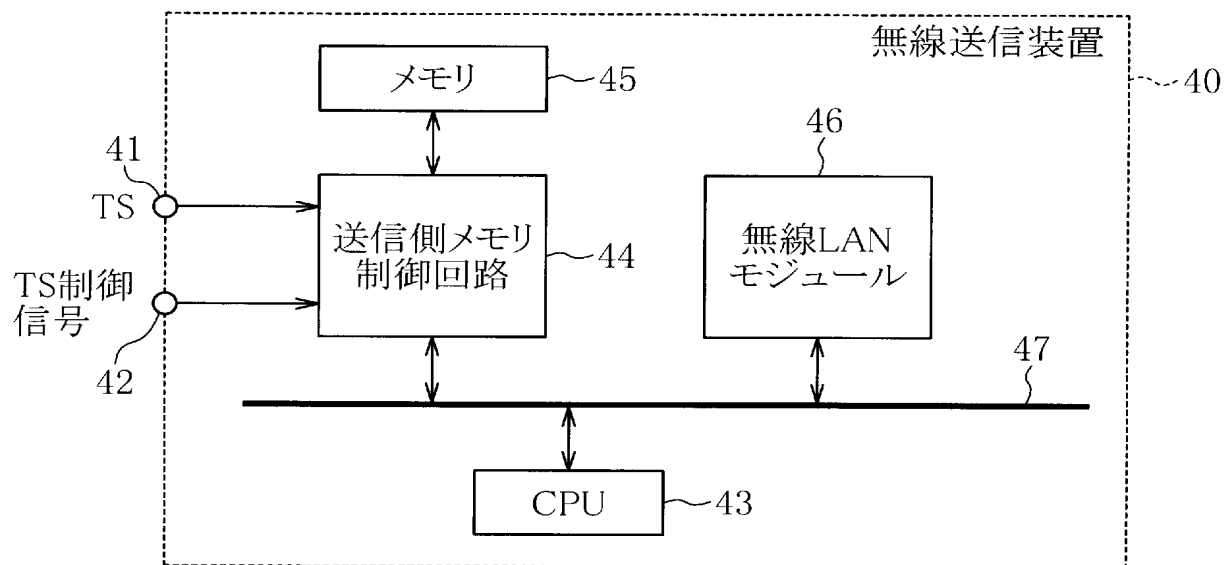 無線送信装置
40
メモリ
45
46
41
TS
送信側メモリ
制御回路
44
無線LAN
モジュール
TS制御
信号
42
47
CPU
43